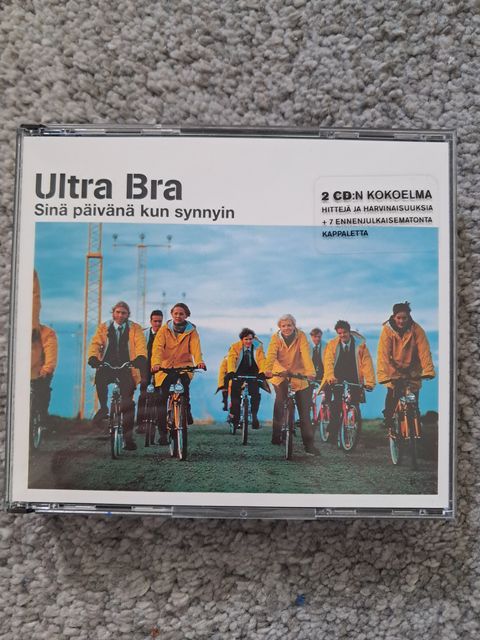 Ultra Bra
Sinä päivänä kun synnyin
2 CD:N KOKOELMA
HITTEJÄ JA HARVINAISUUKSIA
+ 7 ENNENJULKAISEMATONTA
KAPPALETTA